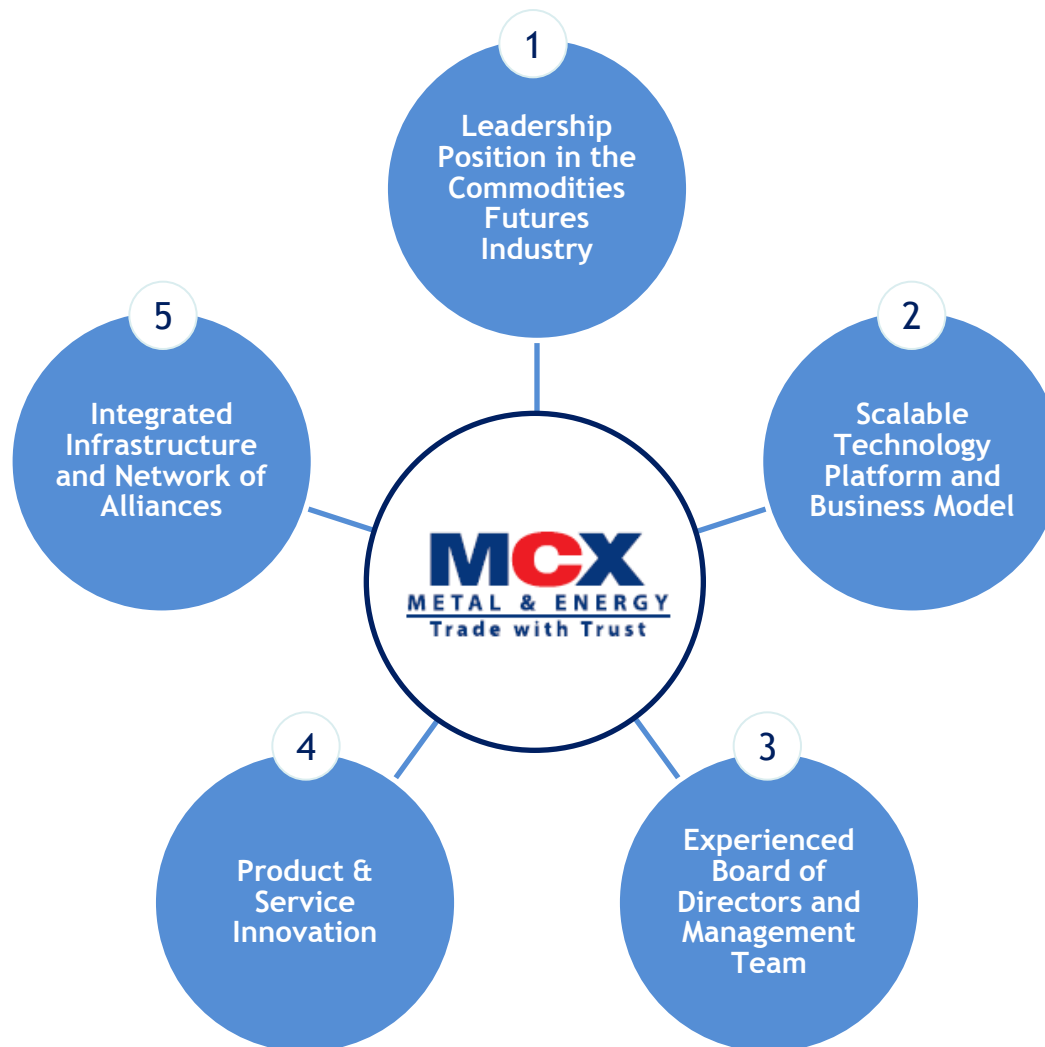 1
Leadership
Position in the
Commodities
Futures
Industry
2
Scalable
Technology
Platform and
Business Model
3
Experienced
Board of
Directors and
Management
Team
4
Product &
Service
Innovation
5
Integrated
Infrastructure
and Network of
Alliances
MCX
METAL & ENERGY
Trade with Trust